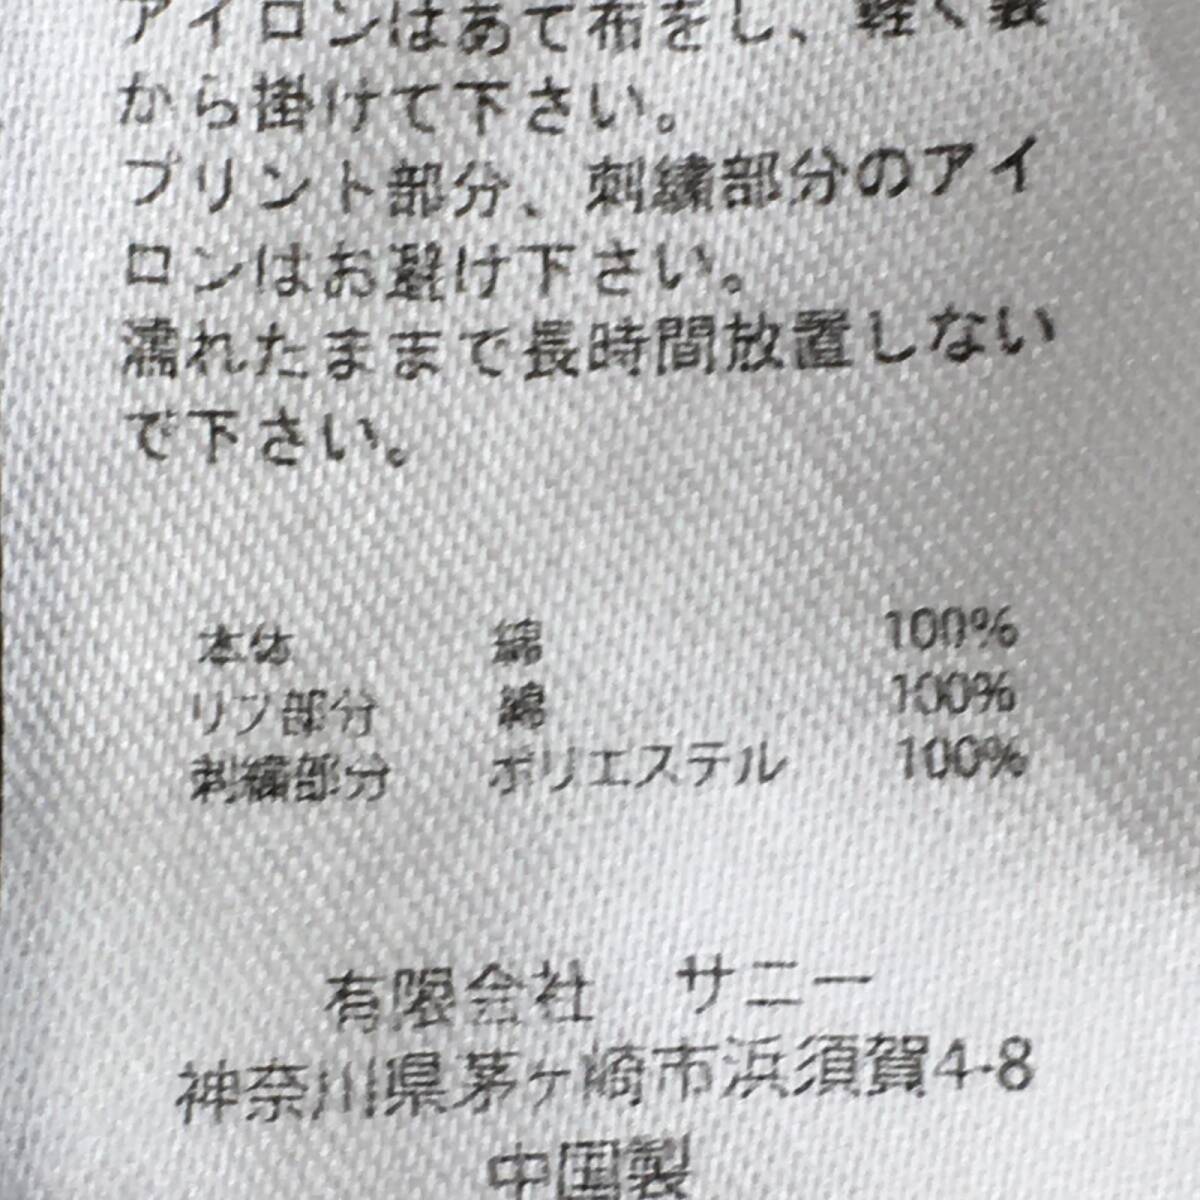 アイロンはあて布をし、軽く裏
から掛けて下さい。
プリント部分、刺繍部分のアイ
ロンはお避け下さい。
濡れたままで長時間放置しない
で下さい。
本体 綿 100%
リブ部分 綿 100%
刺繍部分 ポリエステル 100%
有限会社 サニー
神奈川県茅ヶ崎市浜須賀4-8
中国製